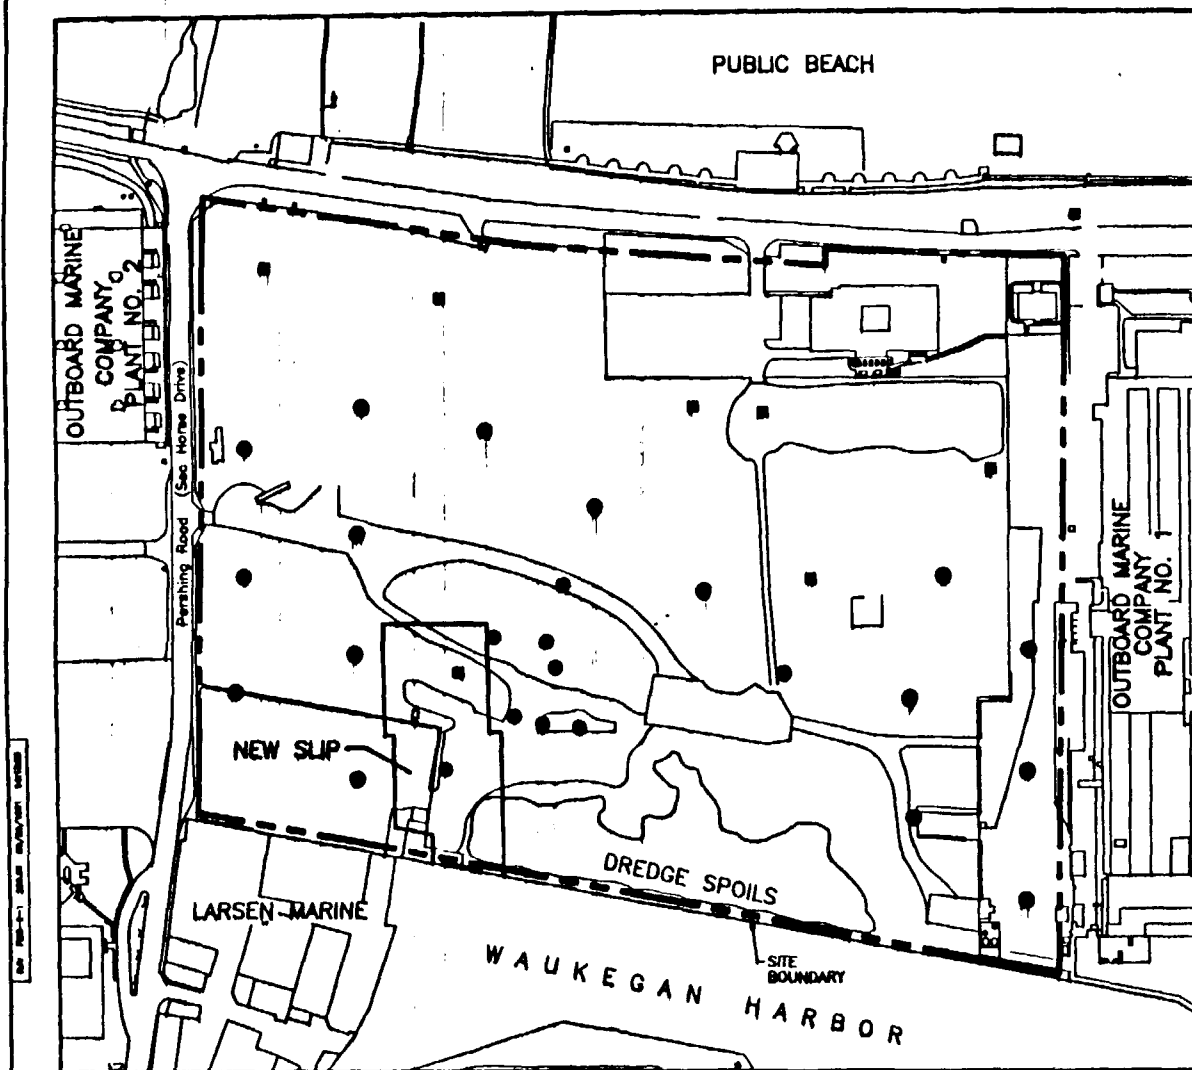 PUBLIC BEACH
OUTBOARD MARINE
COMPANY
PLANT NO. 2
Pershing Road (Sea Horse Drive)
OUTBOARD MARINE
COMPANY
PLANT NO. 1
NEW SLIP
DREDGE SPOILS
LARSEN MARINE
SITE
BOUNDARY
WAUKEGAN HARBOR